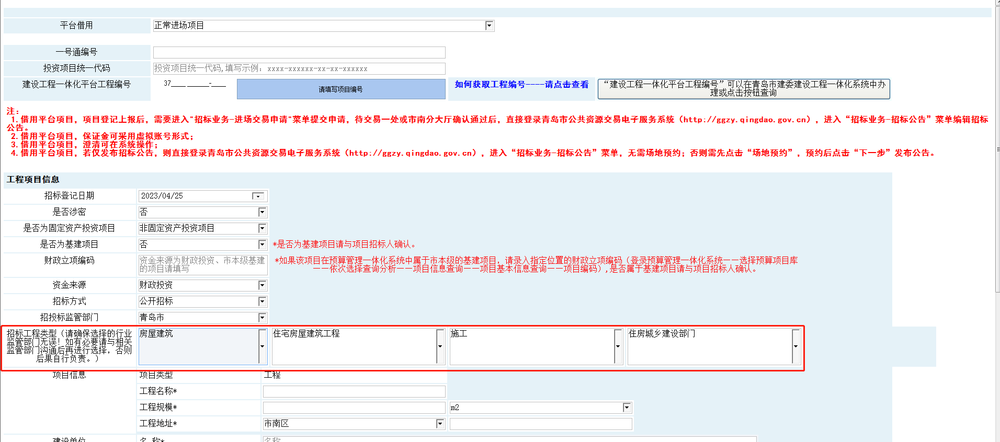 平台借用 正常进场项目
一号通编号
投资项目统一代码 投资项目统一代码,填写示例: xxxx-xxxxxx-xx-xx-xxxxxx
建设工程一体化平台工程编号 37____ ______-____ 请填写项目编号 如何获取工程编号----请点击查看 “建设工程一体化平台工程编号”可以在青岛市建委建设工程一体化系统中办
理或点击按钮查询
注:
1.借用平台项目, 项目登记上报后, 需要进入"招标业务-进场交易申请"菜单提交申请, 待交易一处或市南分大厅确认通过后, 直接登录青岛市公共资源交易电子服务系统（http://ggzy.qingdao.gov.cn）, 进入“招标业务-招标公告”菜单编辑招标
公告。
2.借用平台项目, 保证金可采用虚拟账号形式;
3.借用平台项目, 澄清可在系统操作;
4.借用平台项目, 若仅发布招标公告, 则直接登录青岛市公共资源交易电子服务系统（http://ggzy.qingdao.gov.cn）, 进入“招标业务-招标公告”菜单, 无需场地预约; 否则需先点击“场地预约”, 预约后点击“下一步”发布公告。
工程项目信息
招标登记日期 2023/04/25
是否涉密 否
是否为固定资产投资项目 非固定资产投资项目
是否为基建项目 否 *是否为基建项目请与项目招标人确认。
财政立项编码 资金来源为财政投资、市本级基建
的项目请填写
*如果该项目在预算管理一体化系统中属于市本级的基建项目, 请录入指定位置的财政立项编码（登录预算管理一体化系统——选择预算项目库
——依次选择查询分析——项目信息查询——项目基本信息查询——项目编码）,是否属于基建项目请与项目招标人确认。
资金来源 财政投资
招标方式 公开招标
招投标监管部门 青岛市
招标工程类型（请确保选择的行业
监管部门无误! 如有必要请与相关
监管部门沟通后再进行选择, 否则
后果自行负责。）
房屋建筑 住宅房屋建筑工程 施工 住房城乡建设部门
项目信息 项目类型 工程
工程名称*
工程规模* m2
工程地址* 市南区
建设单位 名 称* 名称